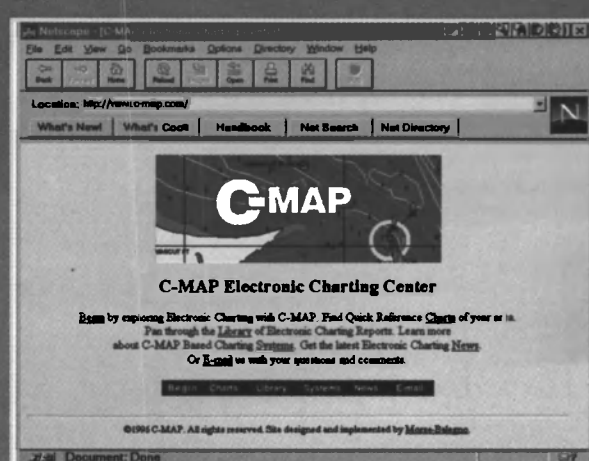 Netscape - [C-MA
File Edit View Go Bookmarks Options Directory Window Help
Back Home Reload Open Print Find
Location: http://www.c-map.com/
What's New! What's Cool! Handbook Net Search Net Directory
C-MAP
C-MAP Electronic Charting Center
Begin by exploring Electronic Charting with C-MAP. Find Quick Reference Charts of your ar
Pan through the Library of Electronic Charting Reports. Learn more
about C-MAP Based Charting Systems. Get the latest Electronic Charting News.
Or E-mail us with your questions and comments.
Begin Charts Library Systems News E-mail
©1996 C-MAP. All rights reserved. Site designed and implemented by
Document: Done